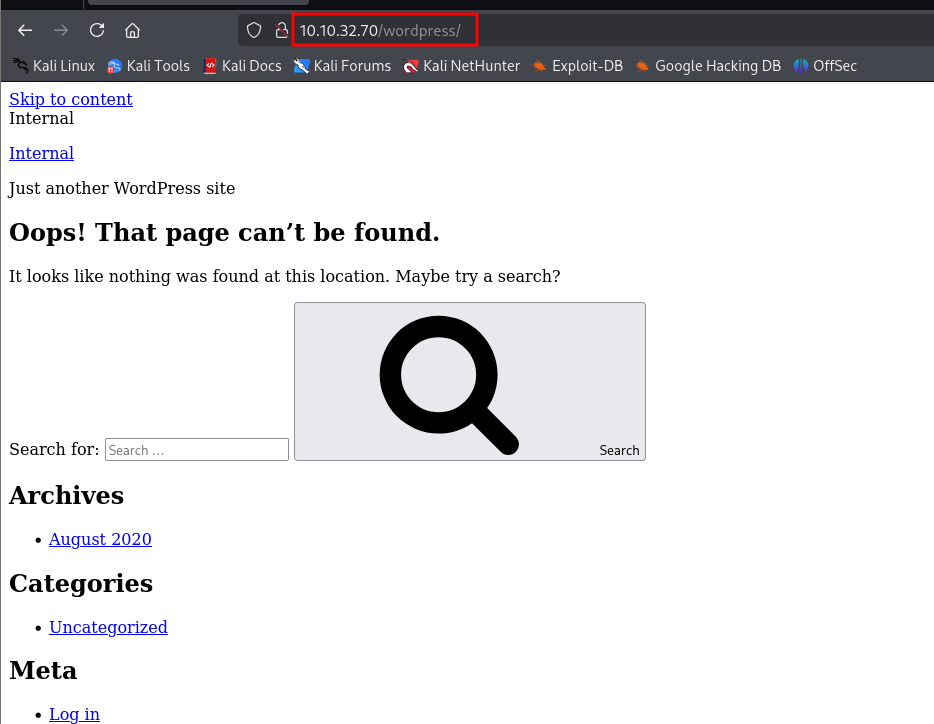 10.10.32.70/wordpress/
Kali Linux Kali Tools Kali Docs Kali Forums Kali NetHunter Exploit-DB Google Hacking DB OffSec
Skip to content
Internal
Internal
Just another WordPress site
Oops! That page can’t be found.
It looks like nothing was found at this location. Maybe try a search?
Search for: Search … Search
Archives
August 2020
Categories
Uncategorized
Meta
Log in